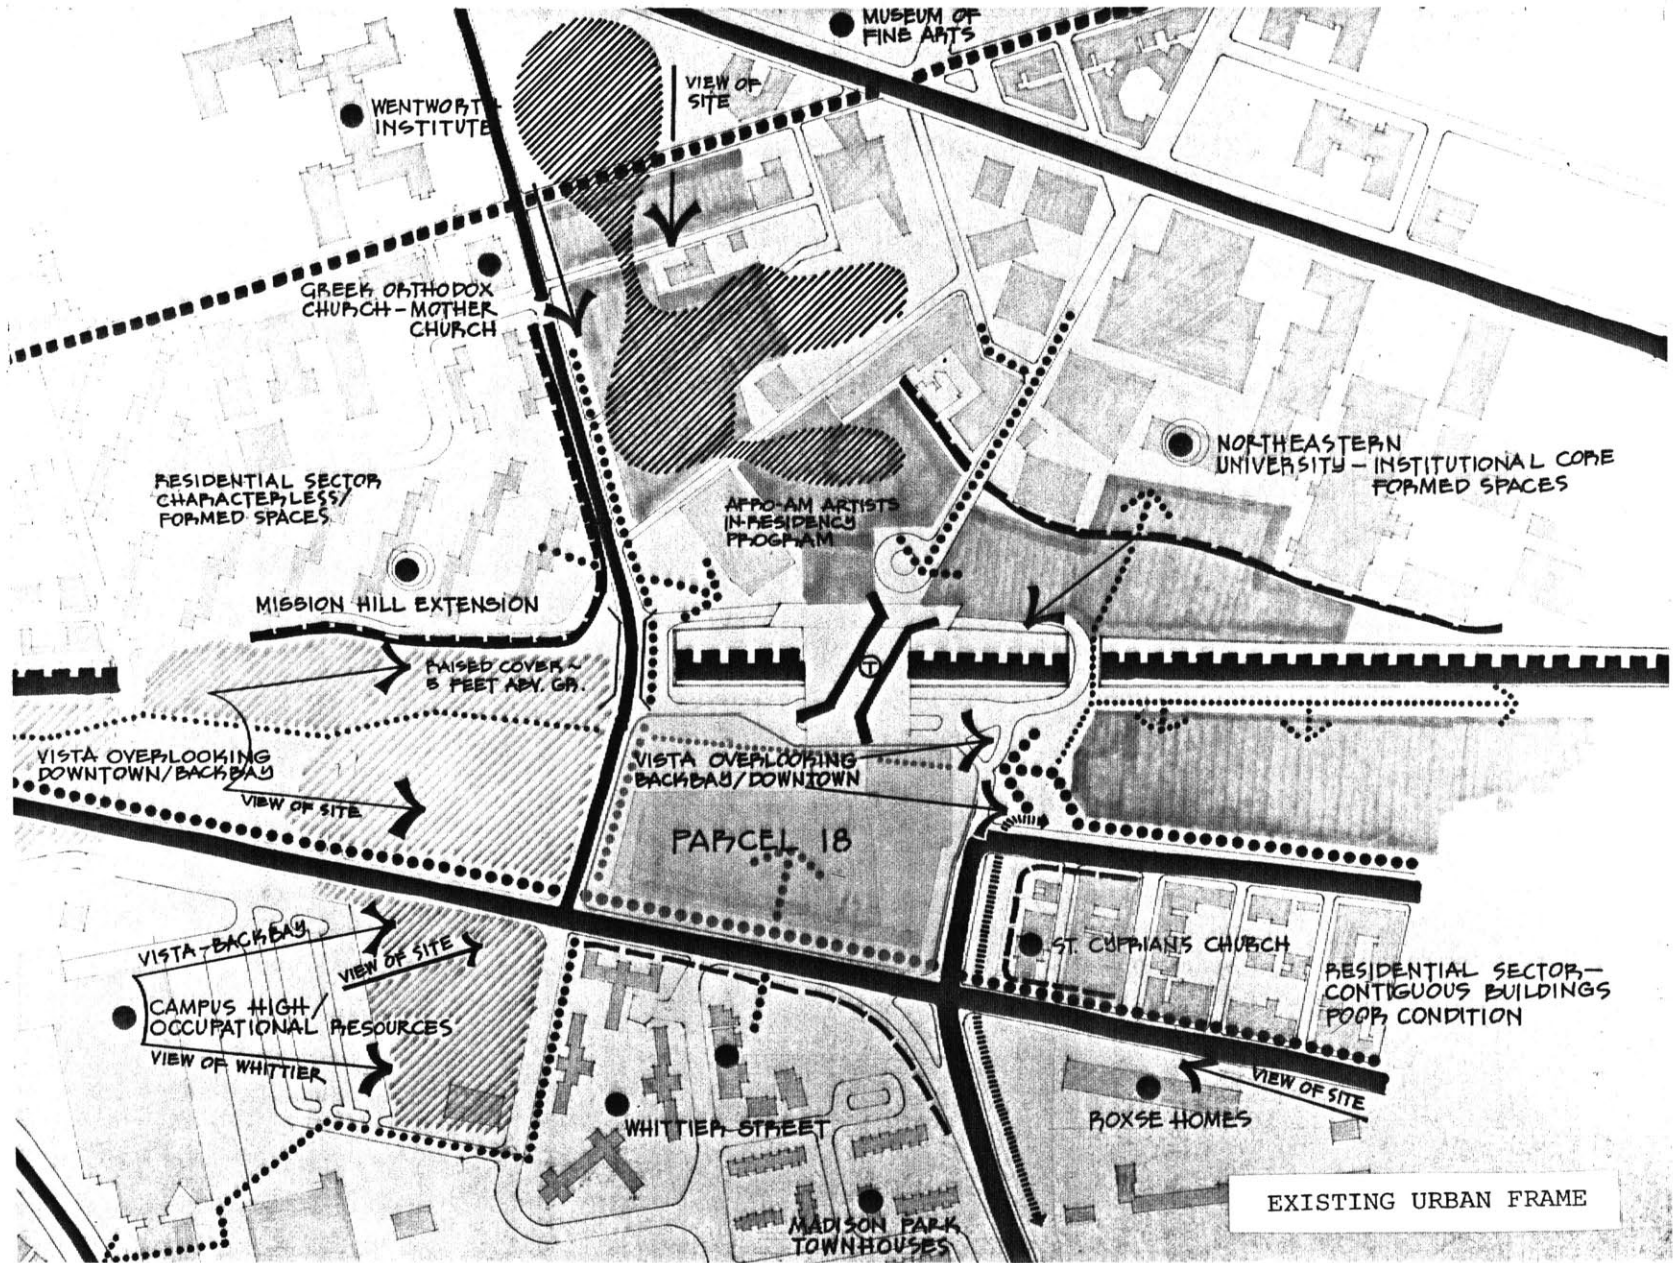 MUSEUM OF
FINE ARTS
WENTWORTH
INSTITUTE
VIEW OF
SITE
GREEK ORTHODOX
CHURCH-MOTHER
CHURCH
RESIDENTIAL SECTOR
CHARACTERLESS/
FORMED SPACES
NORTHEASTERN
UNIVERSITY - INSTITUTIONAL CORE
FORMED SPACES
AFRO-AM ARTISTS
IN-RESIDENCY
PROGRAM
MISSION HILL EXTENSION
RAISED COVER ~
5 FEET ABV. GR.
T
VISTA OVERLOOKING
DOWNTOWN/BACKBAY
VIEW OF SITE
VISTA OVERLOOKING
BACKBAY/DOWNTOWN
PARCEL 18
VISTA-BACKBAY
VIEW OF SITE
CAMPUS HIGH/
OCCUPATIONAL RESOURCES
VIEW OF WHITTIER
ST. CYPRIANS CHURCH
RESIDENTIAL SECTOR-
CONTIGUOUS BUILDINGS
POOR CONDITION
VIEW OF SITE
ROXSE HOMES
WHITTIER STREET
MADISON PARK
TOWNHOUSES
EXISTING URBAN FRAME